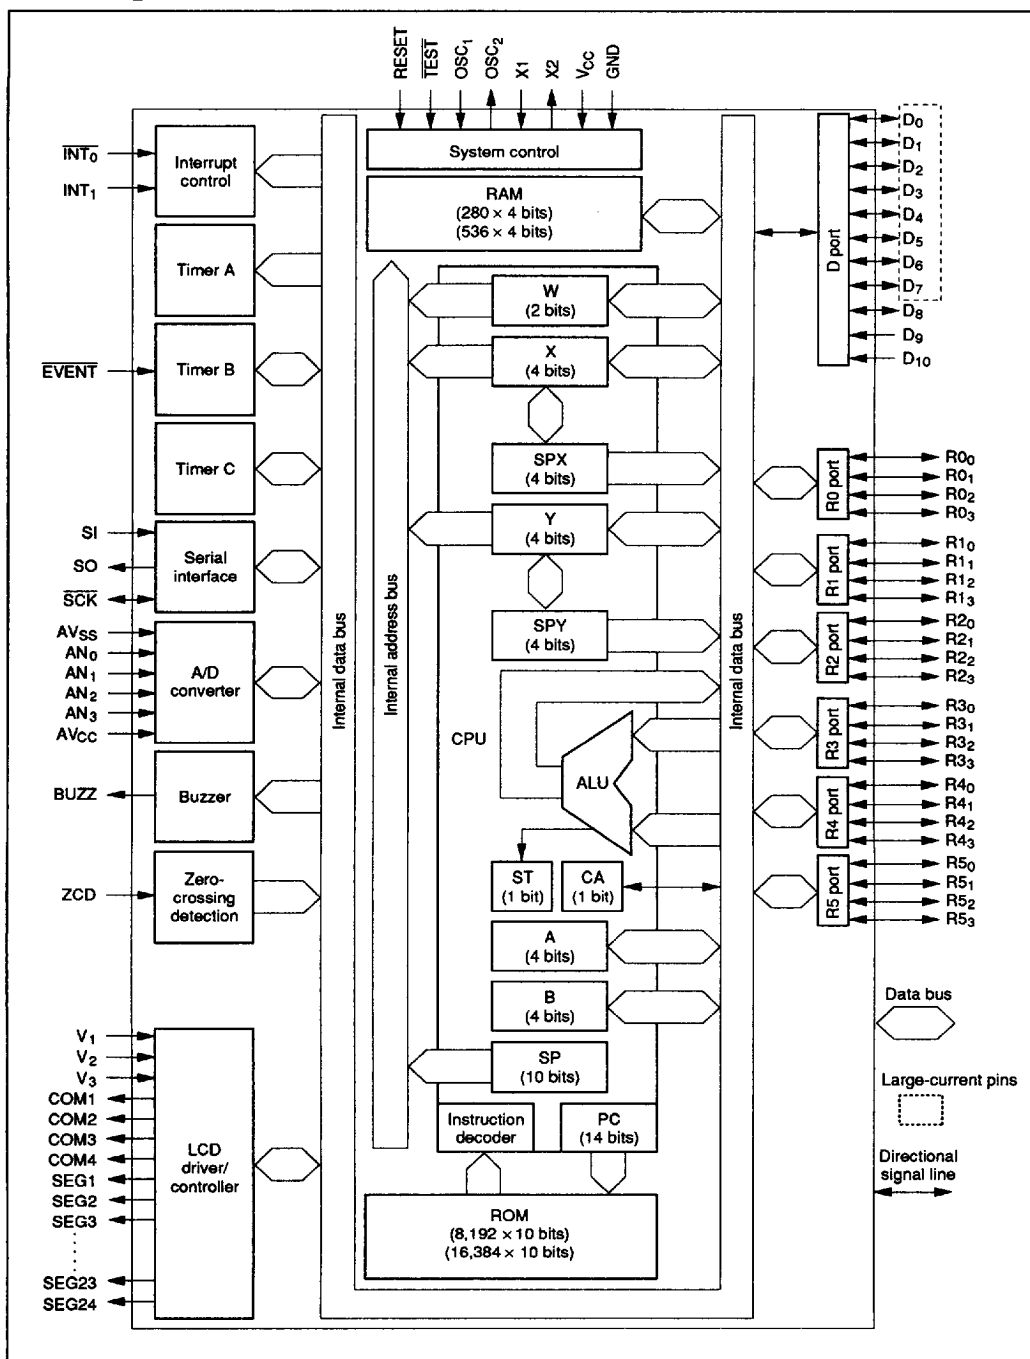 RESET
TEST
OSC1
OSC2
X1
X2
VCC
GND
System control
RAM
(280 × 4 bits)
(536 × 4 bits)
INT0
INT1
Interrupt
control
Timer A
EVENT
Timer B
Timer C
SI
SO
SCK
Serial
interface
AVSS
AN0
AN1
AN2
AN3
AVCC
A/D
converter
BUZZ
Buzzer
ZCD
Zero-
crossing
detection
V1
V2
V3
COM1
COM2
COM3
COM4
SEG1
SEG2
SEG3
SEG23
SEG24
LCD
driver/
controller
Internal data bus
Internal address bus
CPU
W
(2 bits)
X
(4 bits)
SPX
(4 bits)
Y
(4 bits)
SPY
(4 bits)
ALU
ST
(1 bit)
CA
(1 bit)
A
(4 bits)
B
(4 bits)
SP
(10 bits)
Instruction
decoder
PC
(14 bits)
ROM
(8,192 × 10 bits)
(16,384 × 10 bits)
Internal data bus
D port
D0
D1
D2
D3
D4
D5
D6
D7
D8
D9
D10
R0 port
R00
R01
R02
R03
R1 port
R10
R11
R12
R13
R2 port
R20
R21
R22
R23
R3 port
R30
R31
R32
R33
R4 port
R40
R41
R42
R43
R5 port
R50
R51
R52
R53
Data bus
Large-current pins
Directional
signal line